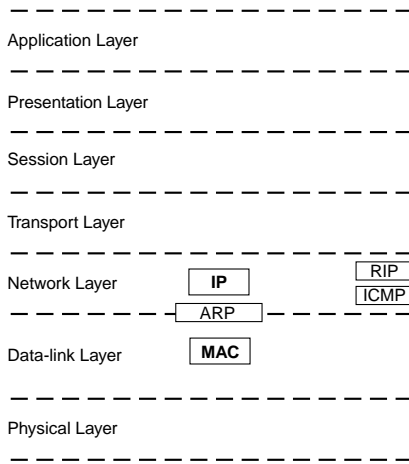 Application Layer
Presentation Layer
Session Layer
Transport Layer
Network Layer
IP
RIP
ICMP
ARP
Data-link Layer
MAC
Physical Layer